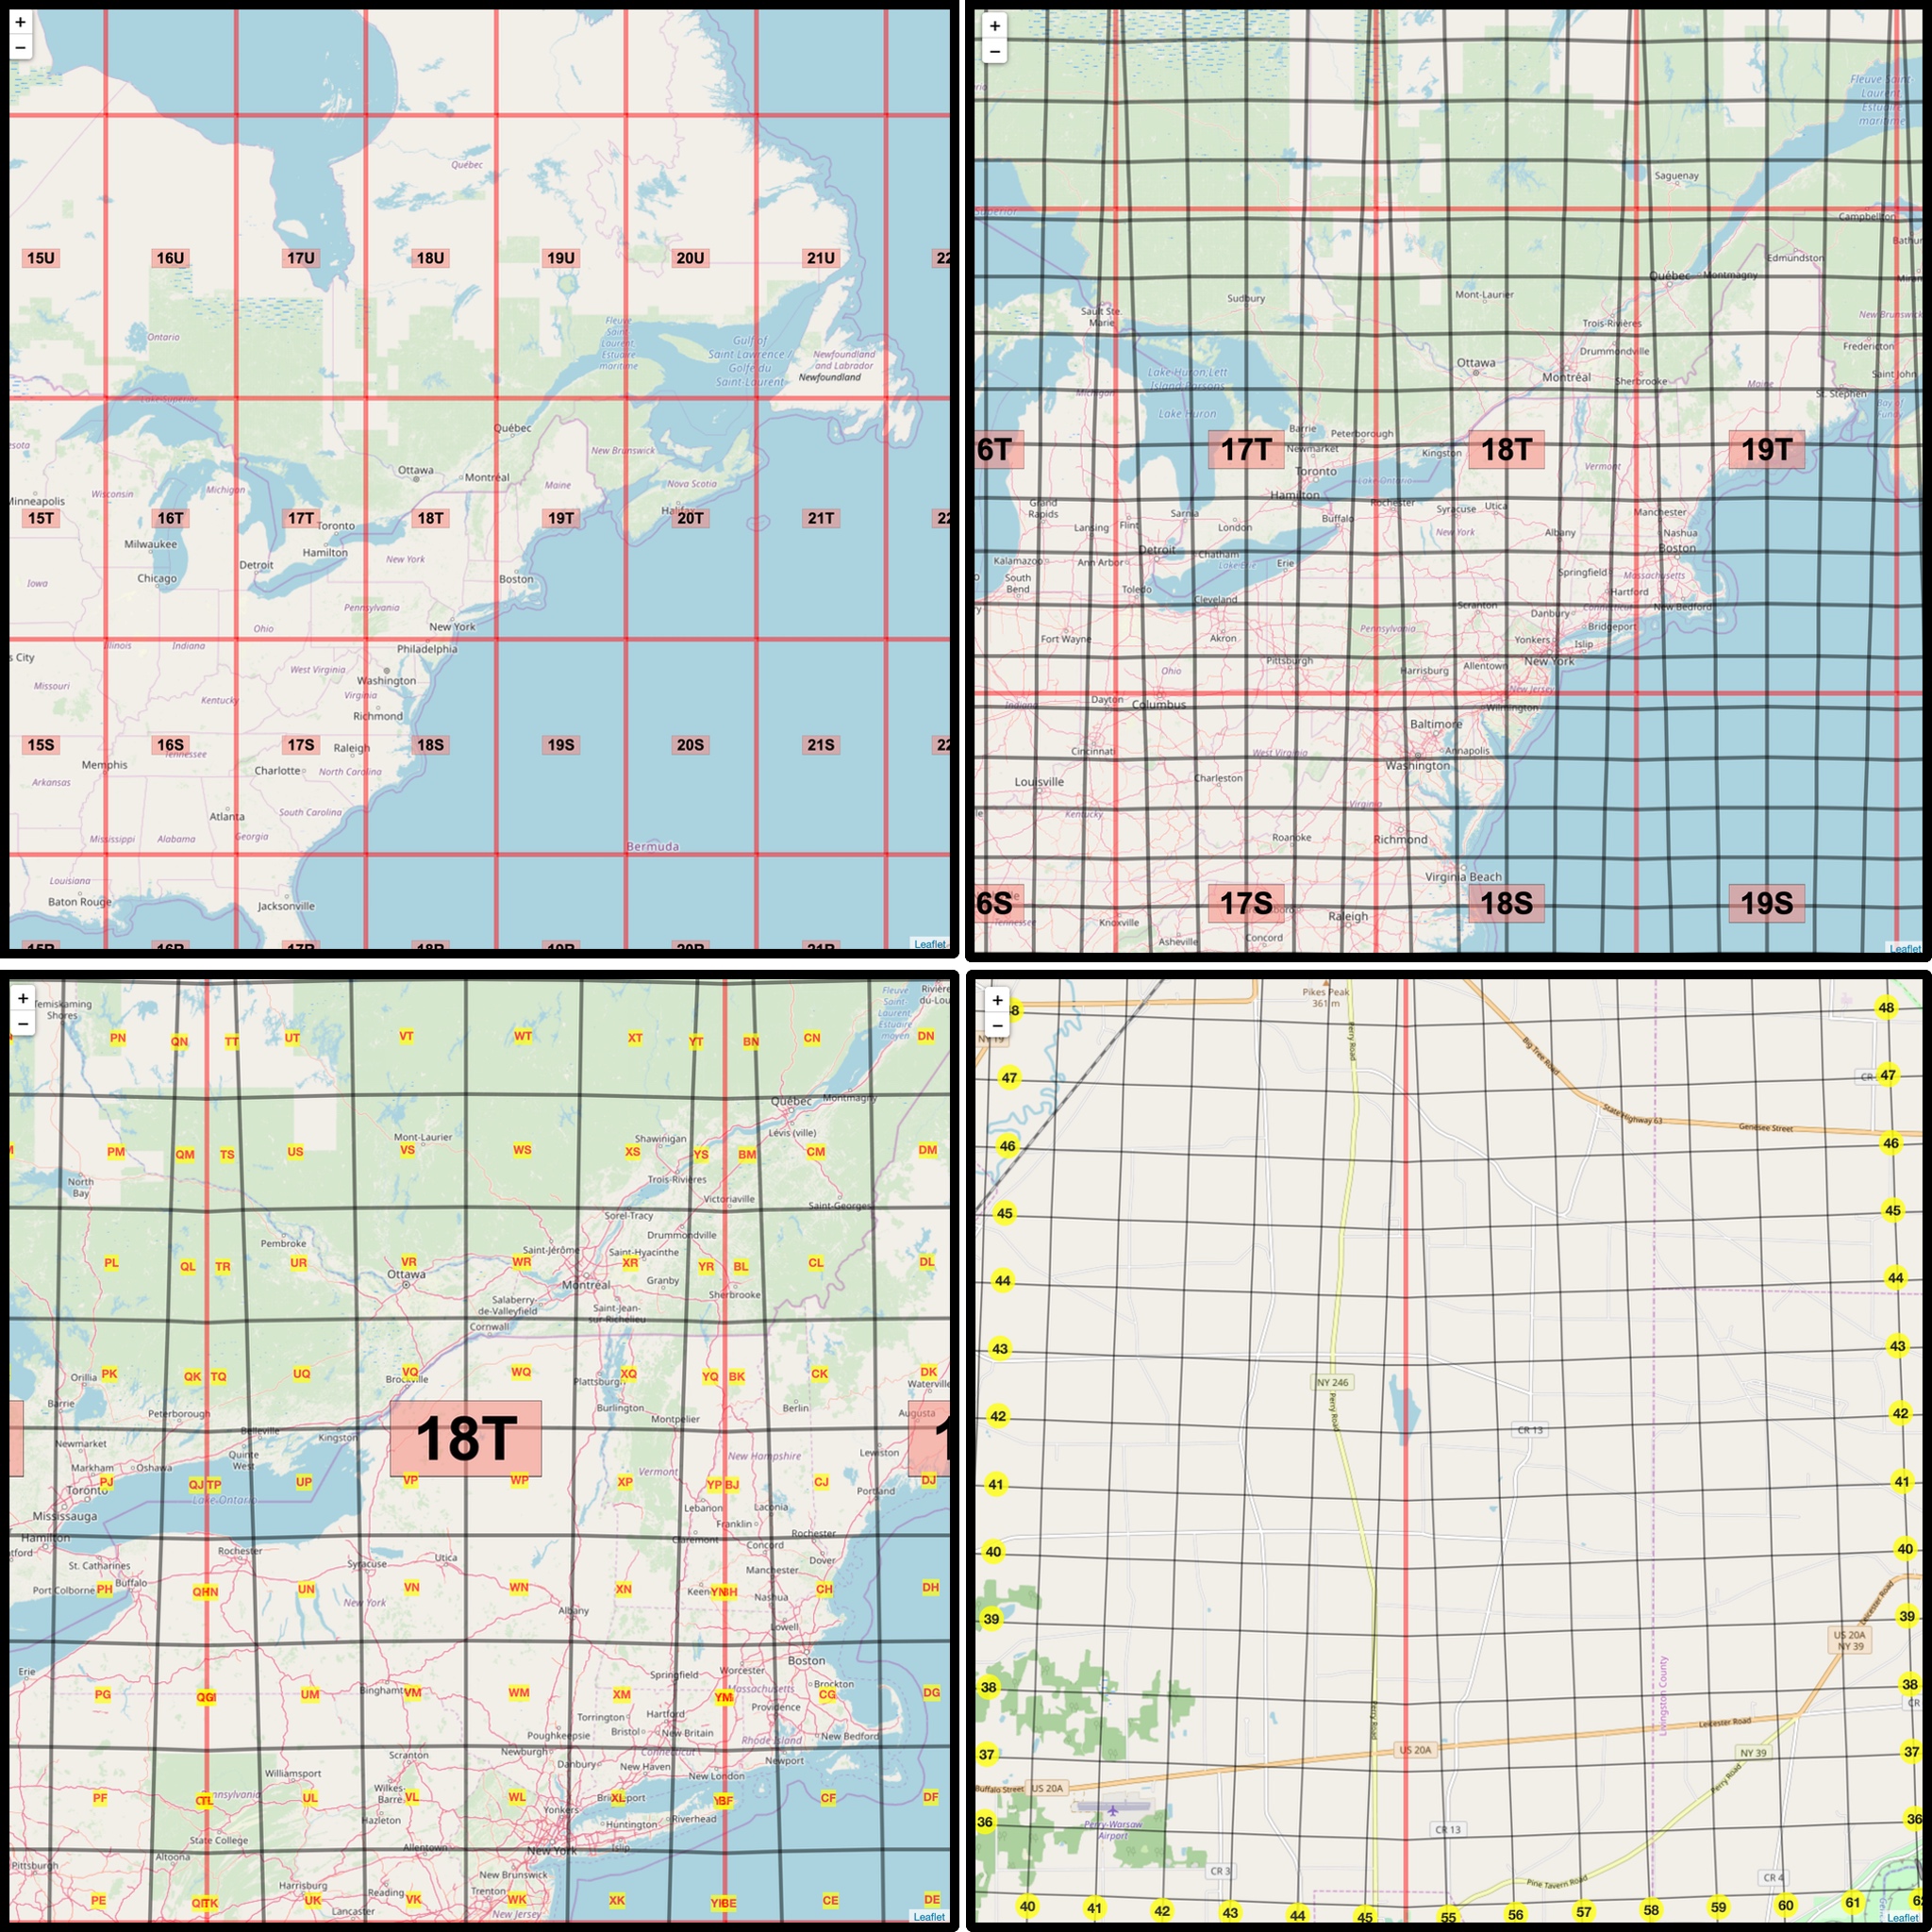 +
−
Québec
15U 16U 17U 18U 19U 20U 21U 22
Ontario
Fleuve
Saint-
Laurent
Estuaire
maritime
Gulf of
Saint Lawrence /
Golfe du
Saint-Laurent
Newfoundland
and Labrador
Newfoundland
Lake Superior
Québec
New Brunswick
Ottawa
Montréal
Minneapolis
Wisconsin
Michigan
Maine
Nova Scotia
Halifax
15T 16T 17T 18T 19T 20T 21T 22
Toronto
Milwaukee
Hamilton
New York
Chicago
Detroit
Boston
Iowa
Pennsylvania
Ohio
New York
Illinois
Indiana
Philadelphia
s City
West Virginia
Washington
Missouri
Kentucky
Virginia
Richmond
15S 16S 17S 18S 19S 20S 21S 22
Raleigh
Tennessee
Memphis
Charlotte
North Carolina
Arkansas
Atlanta
South Carolina
Mississippi
Alabama
Georgia
Bermuda
Louisiana
Baton Rouge
Jacksonville
Leaflet
+
−
Fleuve Saint-
Laurent
Estuaire
maritime
Saguenay
Superior
Campbellton
Edmundston
Québec
Montmagny
Sudbury
Mont-Laurier
Sault Ste.
Marie
Trois-Rivières
New Brunswick
Drummondville
Fredericton
Ottawa
Lake Huron,Lett
Island Parsons
Montréal
Sherbrooke
Maine
Saint John
Michigan
St. Stephen
Bay of
Fundy
Lake Huron
Barrie
Peterborough
6T 17T 18T 19T
Newmarket
Kingston
Toronto
Vermont
Lake Ontario
Hamilton
Grand
Rapids
Rochester
Syracuse
Utica
Manchester
Sarnia
Buffalo
Lansing
Flint
London
New York
Albany
Nashua
Detroit
Boston
Chatham
Kalamazoo
Ann Arbor
Lake Erie
Erie
Springfield
Massachusetts
South
Bend
Toledo
Hartford
Cleveland
Scranton
Danbury
Connecticut
New Bedford
Fort Wayne
Akron
Pennsylvania
Yonkers
Bridgeport
Islip
Pittsburgh
Allentown
New York
Ohio
Harrisburg
New Jersey
Indiana
Dayton
Columbus
Wilmington
Baltimore
Cincinnati
West Virginia
Annapolis
Washington
Louisville
Charleston
Virginia
Kentucky
Roanoke
Richmond
Virginia Beach
6S 17S 18S 19S
Tennessee
Knoxville
Raleigh
Asheville
Concord
Leaflet
+
−
Temiskaming
Shores
Fleuve
Saint-
Laurent,
Estuaire
moyen
Rivière-
du-Lou
PN QN TT UT VT WT XT YT BN CN DN
Québec
Montmagny
Lévis (ville)
Mont-Laurier
Shawinigan
PM QM TS US VS WS XS YS BM CM DM
North
Bay
Trois-Rivières
Victoriaville
Saint-Georges
Sorel-Tracy
Drummondville
Pembroke
Saint-Jérôme
Saint-Hyacinthe
PL QL TR UR VR WR XR YR BL CL DL
Ottawa
Montréal
Granby
Sherbrooke
Salaberry-
de-Valleyfield
Saint-Jean-
sur-Richelieu
Cornwall
PK QK TQ UQ VQ WQ XQ YQ BK CK DK
Orillia
Brockville
Plattsburgh
Waterville
Barrie
Peterborough
Burlington
Berlin
Augusta
Montpelier
18T 1
Belleville
Kingston
Newmarket
Quinte
West
New Hampshire
Lewiston
Markham
Oshawa
Vermont
PJ QJ TP UP VP WP XP YP BJ CJ DJ
Toronto
Lake Ontario
Portland
Mississauga
Lebanon
Laconia
Franklin
Hamilton
Claremont
Concord
Rochester
Rochester
St. Catharines
Syracuse
Utica
Dover
Buffalo
Manchester
Port Colborne
PH UN VN WN XN CH DH
Keene
Nashua
New York
Albany
Lowell
Boston
Erie
Springfield
Worcester
Binghamton
Massachusetts
Brockton
PG UM VM WM XM YM CG DG
Hartford
Providence
Torrington
Poughkeepsie
Bristol
New Britain
New Bedford
Newburgh
Connecticut
Rhode Island
Scranton
Danbury
New Haven
Newport
Williamsport
New London
Wilkes-
Barre
PF UL VL WL XL CF DF
Yonkers
Hazleton
Huntington
Riverhead
State College
Allentown
New York
Islip
Altoona
Pittsburgh
Harrisburg
Reading
New Brunswick
Trenton
PE UK VK WK XK CE DE
Lancaster
New Jersey
Leaflet
+
−
Pikes Peak
361 m
8 48
NY 19
Perry Road
Big Tree Road
47 CR 47
State Highway 63
Genesee Street
46 46
45 45
44 44
43 43
NY 246
Perry Road
42 42
CR 13
41 41
40 40
39 39
Leicester Road
US 20A
NY 39
38 38
CR
Livingston County
Perry Road
Leicester Road
37 US 20A NY 39 37
Buffalo Street
US 20A
Perry Road
36 36
Perry-Warsaw
Airport
CR 13
CR 3
CR 4
Pine Tavern Road
40 41 42 43 44 45 55 56 57 58 59 60 61 6
Leaflet